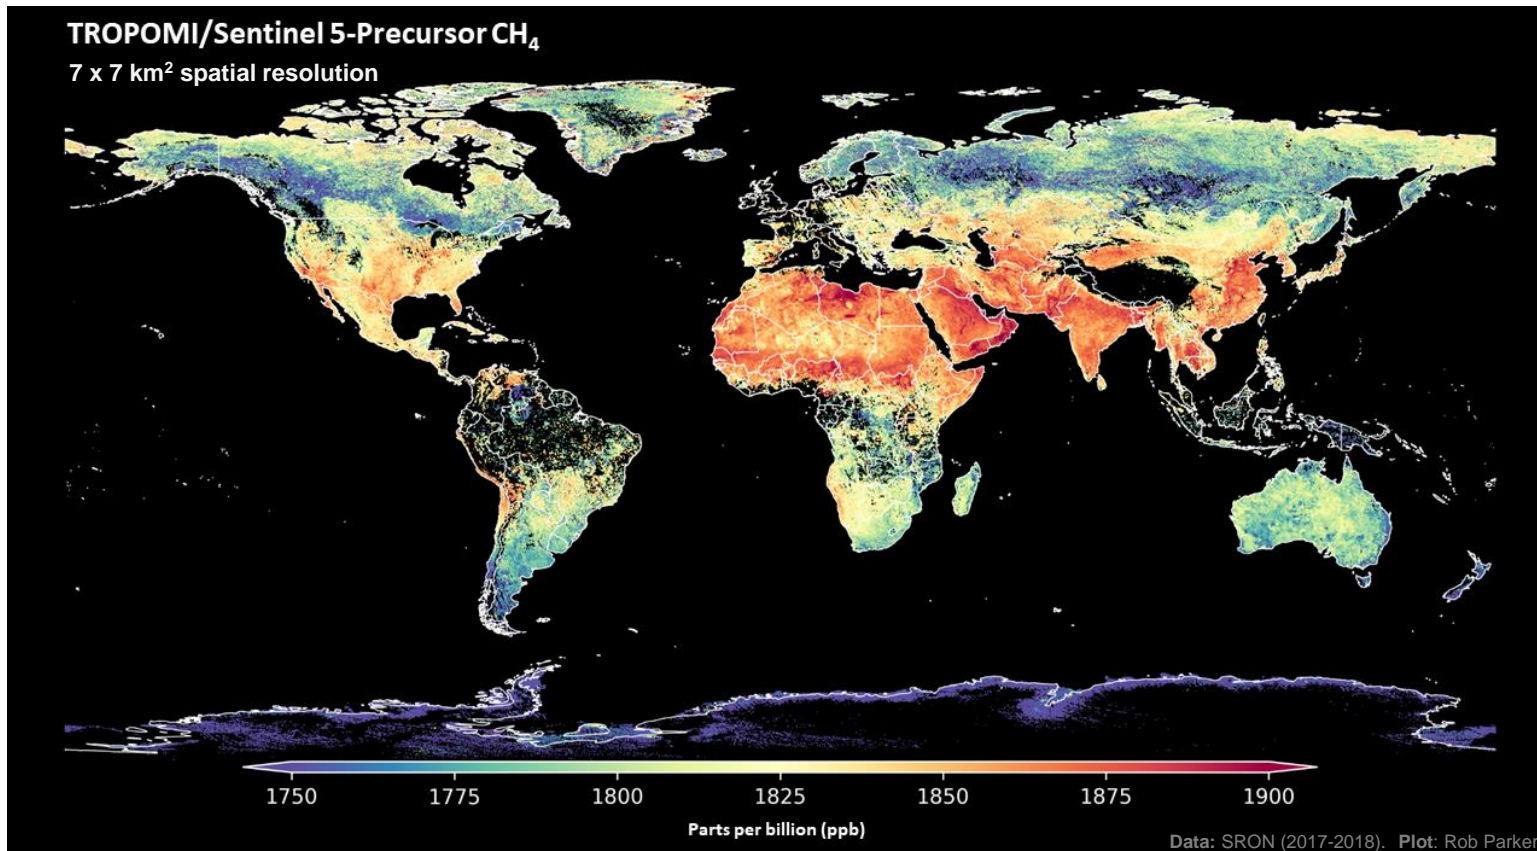 TROPOMI/Sentinel 5-Precursor CH₄
7 x 7 km² spatial resolution
1750 1775 1800 1825 1850 1875 1900
Parts per billion (ppb)
Data: SRON (2017-2018). Plot: Rob Parker